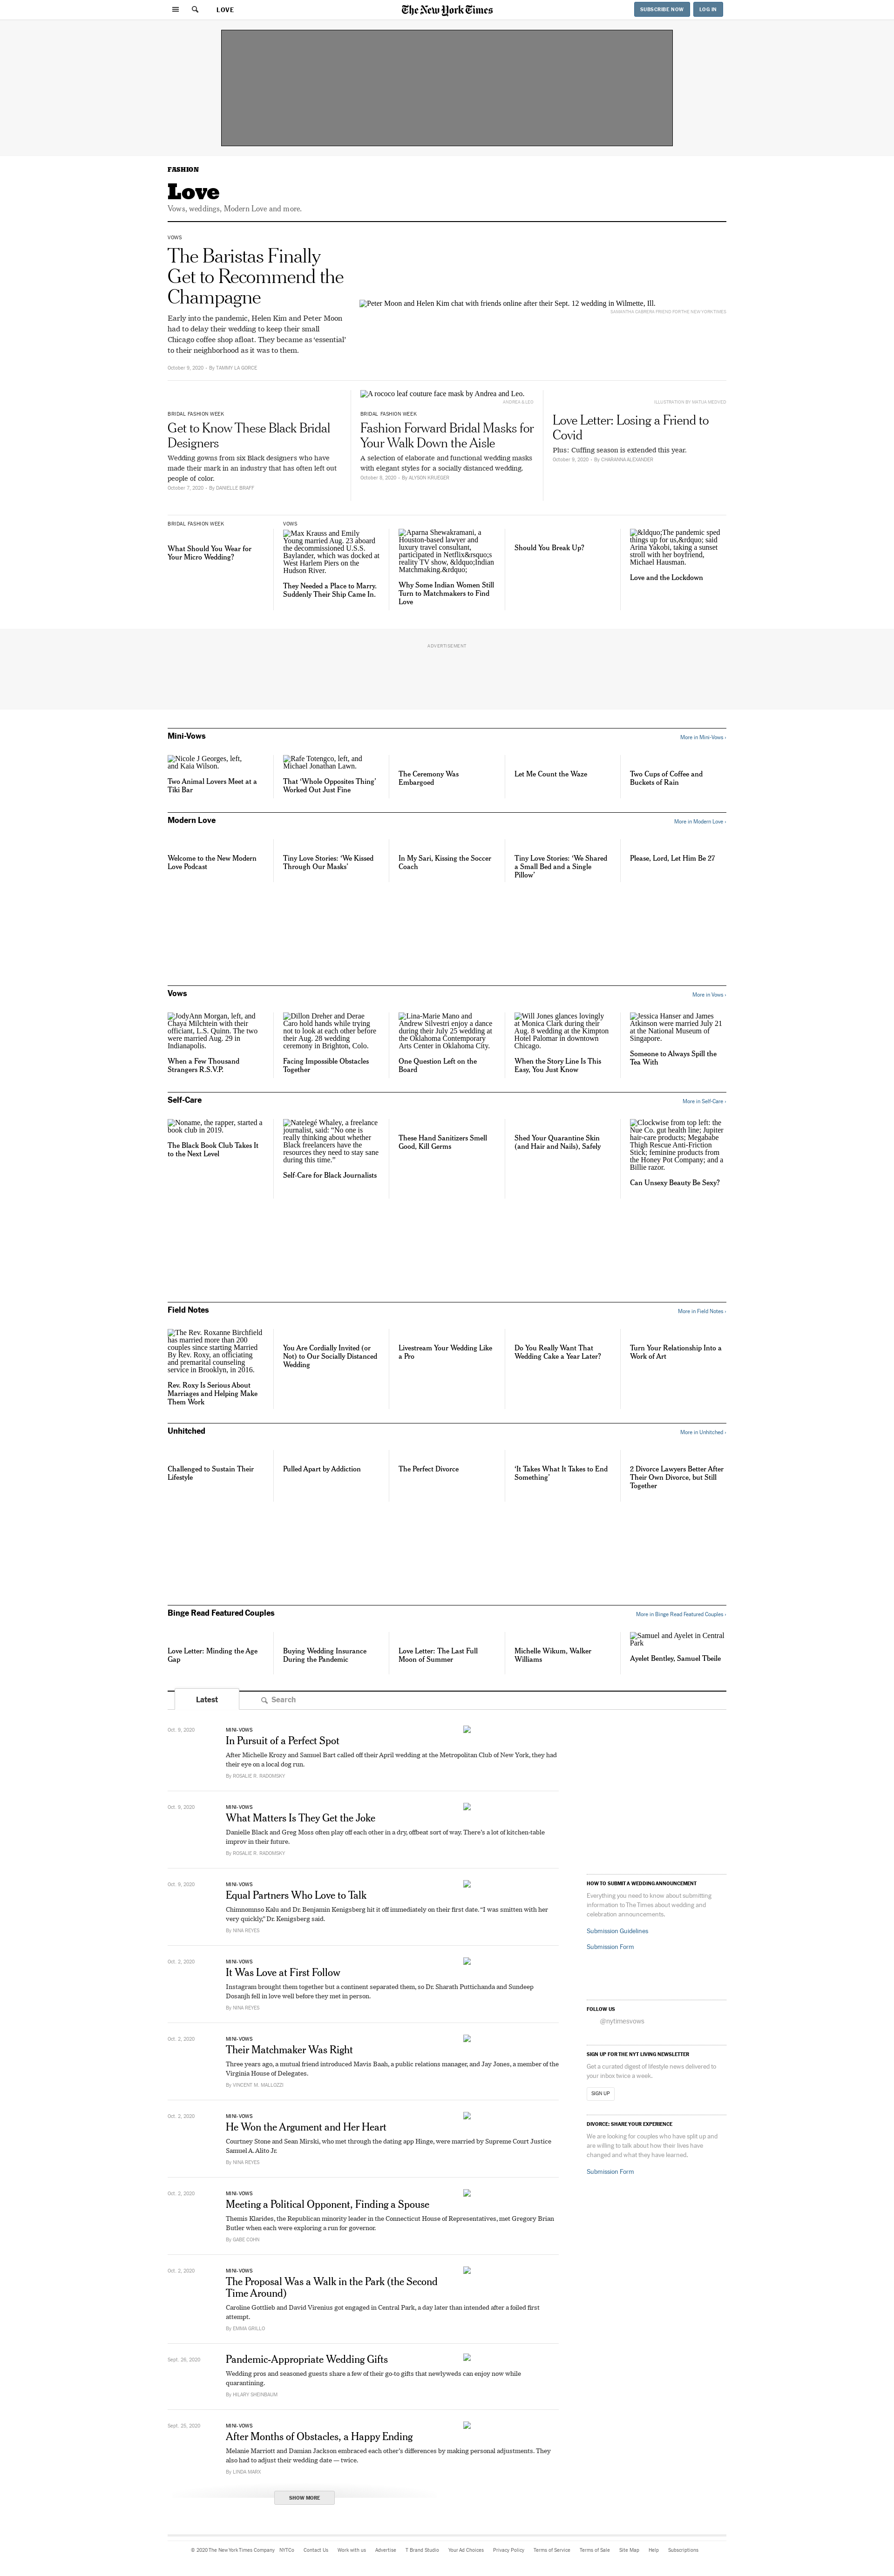 LOVE
The New York Times
SUBSCRIBE NOW
LOG IN
FASHION
Love
Vows, weddings, Modern Love and more.
VOWS
The Baristas Finally
Get to Recommend the
Champagne
Early into the pandemic, Helen Kim and Peter Moon
had to delay their wedding to keep their small
Chicago coffee shop afloat. They became as ‘essential’
to their neighborhood as it was to them.
October 9, 2020 – By TAMMY LA GORCE
Peter Moon and Helen Kim chat with friends online after their Sept. 12 wedding in Wilmette, Ill.
SAMANTHA CABRERA FRIEND FOR THE NEW YORK TIMES
BRIDAL FASHION WEEK
Get to Know These Black Bridal
Designers
Wedding gowns from six Black designers who have
made their mark in an industry that has often left out
people of color.
October 7, 2020 – By DANIELLE BRAFF
A rococo leaf couture face mask by Andrea and Leo.
ANDREA & LEO
BRIDAL FASHION WEEK
Fashion Forward Bridal Masks for
Your Walk Down the Aisle
A selection of elaborate and functional wedding masks
with elegant styles for a socially distanced wedding.
October 8, 2020 – By ALYSON KRUEGER
ILLUSTRATION BY MATIJA MEDVED
Love Letter: Losing a Friend to
Covid
Plus: Cuffing season is extended this year.
October 9, 2020 – By CHARANNA ALEXANDER
BRIDAL FASHION WEEK
What Should You Wear for
Your Micro Wedding?
VOWS
Max Krauss and Emily
Young married Aug. 23 aboard
the decommissioned U.S.S.
Baylander, which was docked at
West Harlem Piers on the
Hudson River.
They Needed a Place to Marry.
Suddenly Their Ship Came In.
Aparna Shewakramani, a
Houston-based lawyer and
luxury travel consultant,
participated in Netflix&rsquo;s
reality TV show, &ldquo;Indian
Matchmaking.&rdquo;
Why Some Indian Women Still
Turn to Matchmakers to Find
Love
Should You Break Up?
&ldquo;The pandemic sped
things up for us,&rdquo; said
Arina Yakobi, taking a sunset
stroll with her boyfriend,
Michael Hausman.
Love and the Lockdown
ADVERTISEMENT
Mini-Vows
More in Mini-Vows ›
Nicole J Georges, left,
and Kaia Wilson.
Two Animal Lovers Meet at a
Tiki Bar
Rafe Totengco, left, and
Michael Jonathan Lawn.
That ‘Whole Opposites Thing’
Worked Out Just Fine
The Ceremony Was
Embargoed
Let Me Count the Waze
Two Cups of Coffee and
Buckets of Rain
Modern Love
More in Modern Love ›
Welcome to the New Modern
Love Podcast
Tiny Love Stories: ‘We Kissed
Through Our Masks’
In My Sari, Kissing the Soccer
Coach
Tiny Love Stories: ‘We Shared
a Small Bed and a Single
Pillow’
Please, Lord, Let Him Be 27
Vows
More in Vows ›
JodyAnn Morgan, left, and
Chaya Milchtein with their
officiant, L.S. Quinn. The two
were married Aug. 29 in
Indianapolis.
When a Few Thousand
Strangers R.S.V.P.
Dillon Dreher and Derae
Caro hold hands while trying
not to look at each other before
their Aug. 28 wedding
ceremony in Brighton, Colo.
Facing Impossible Obstacles
Together
Lina-Marie Mano and
Andrew Silvestri enjoy a dance
during their July 25 wedding at
the Oklahoma Contemporary
Arts Center in Oklahoma City.
One Question Left on the
Board
Will Jones glances lovingly
at Monica Clark during their
Aug. 8 wedding at the Kimpton
Hotel Palomar in downtown
Chicago.
When the Story Line Is This
Easy, You Just Know
Jessica Hanser and James
Atkinson were married July 21
at the National Museum of
Singapore.
Someone to Always Spill the
Tea With
Self-Care
More in Self-Care ›
Noname, the rapper, started a
book club in 2019.
The Black Book Club Takes It
to the Next Level
Natelegé Whaley, a freelance
journalist, said: “No one is
really thinking about whether
Black freelancers have the
resources they need to stay sane
during this time.”
Self-Care for Black Journalists
These Hand Sanitizers Smell
Good, Kill Germs
Shed Your Quarantine Skin
(and Hair and Nails), Safely
Clockwise from top left: the
Nue Co. gut health line; Jupiter
hair-care products; Megababe
Thigh Rescue Anti-Friction
Stick; feminine products from
the Honey Pot Company; and a
Billie razor.
Can Unsexy Beauty Be Sexy?
Field Notes
More in Field Notes ›
The Rev. Roxanne Birchfield
has married more than 200
couples since starting Married
By Rev. Roxy, an officiating
and premarital counseling
service in Brooklyn, in 2016.
Rev. Roxy Is Serious About
Marriages and Helping Make
Them Work
You Are Cordially Invited (or
Not) to Our Socially Distanced
Wedding
Livestream Your Wedding Like
a Pro
Do You Really Want That
Wedding Cake a Year Later?
Turn Your Relationship Into a
Work of Art
Unhitched
More in Unhitched ›
Challenged to Sustain Their
Lifestyle
Pulled Apart by Addiction
The Perfect Divorce
‘It Takes What It Takes to End
Something’
2 Divorce Lawyers Better After
Their Own Divorce, but Still
Together
Binge Read Featured Couples
More in Binge Read Featured Couples ›
Love Letter: Minding the Age
Gap
Buying Wedding Insurance
During the Pandemic
Love Letter: The Last Full
Moon of Summer
Michelle Wikum, Walker
Williams
Samuel and Ayelet in Central
Park
Ayelet Bentley, Samuel Tbeile
Latest
Search
Oct. 9, 2020
MINI-VOWS
In Pursuit of a Perfect Spot
After Michelle Krozy and Samuel Bart called off their April wedding at the Metropolitan Club of New York, they had
their eye on a local dog run.
By ROSALIE R. RADOMSKY
Oct. 9, 2020
MINI-VOWS
What Matters Is They Get the Joke
Danielle Black and Greg Moss often play off each other in a dry, offbeat sort of way. There’s a lot of kitchen-table
improv in their future.
By ROSALIE R. RADOMSKY
Oct. 9, 2020
MINI-VOWS
Equal Partners Who Love to Talk
Chimnomnso Kalu and Dr. Benjamin Kenigsberg hit it off immediately on their first date. “I was smitten with her
very quickly,” Dr. Kenigsberg said.
By NINA REYES
Oct. 2, 2020
MINI-VOWS
It Was Love at First Follow
Instagram brought them together but a continent separated them, so Dr. Sharath Puttichanda and Sundeep
Dosanjh fell in love well before they met in person.
By NINA REYES
Oct. 2, 2020
MINI-VOWS
Their Matchmaker Was Right
Three years ago, a mutual friend introduced Mavis Baah, a public relations manager, and Jay Jones, a member of the
Virginia House of Delegates.
By VINCENT M. MALLOZZI
Oct. 2, 2020
MINI-VOWS
He Won the Argument and Her Heart
Courtney Stone and Sean Mirski, who met through the dating app Hinge, were married by Supreme Court Justice
Samuel A. Alito Jr.
By NINA REYES
Oct. 2, 2020
MINI-VOWS
Meeting a Political Opponent, Finding a Spouse
Themis Klarides, the Republican minority leader in the Connecticut House of Representatives, met Gregory Brian
Butler when each were exploring a run for governor.
By GABE COHN
Oct. 2, 2020
MINI-VOWS
The Proposal Was a Walk in the Park (the Second
Time Around)
Caroline Gottlieb and David Virenius got engaged in Central Park, a day later than intended after a foiled first
attempt.
By EMMA GRILLO
Sept. 26, 2020
Pandemic-Appropriate Wedding Gifts
Wedding pros and seasoned guests share a few of their go-to gifts that newlyweds can enjoy now while
quarantining.
By HILARY SHEINBAUM
Sept. 25, 2020
MINI-VOWS
After Months of Obstacles, a Happy Ending
Melanie Marriott and Damian Jackson embraced each other’s differences by making personal adjustments. They
also had to adjust their wedding date — twice.
By LINDA MARX
SHOW MORE
HOW TO SUBMIT A WEDDING ANNOUNCEMENT
Everything you need to know about submitting
information to The Times about wedding and
celebration announcements.
Submission Guidelines
Submission Form
FOLLOW US
@nytimesvows
SIGN UP FOR THE NYT LIVING NEWSLETTER
Get a curated digest of lifestyle news delivered to
your inbox twice a week.
SIGN UP
DIVORCE: SHARE YOUR EXPERIENCE
We are looking for couples who have split up and
are willing to talk about how their lives have
changed and what they have learned.
Submission Form
© 2020 The New York Times Company NYTCo Contact Us Work with us Advertise T Brand Studio Your Ad Choices Privacy Policy Terms of Service Terms of Sale Site Map Help Subscriptions